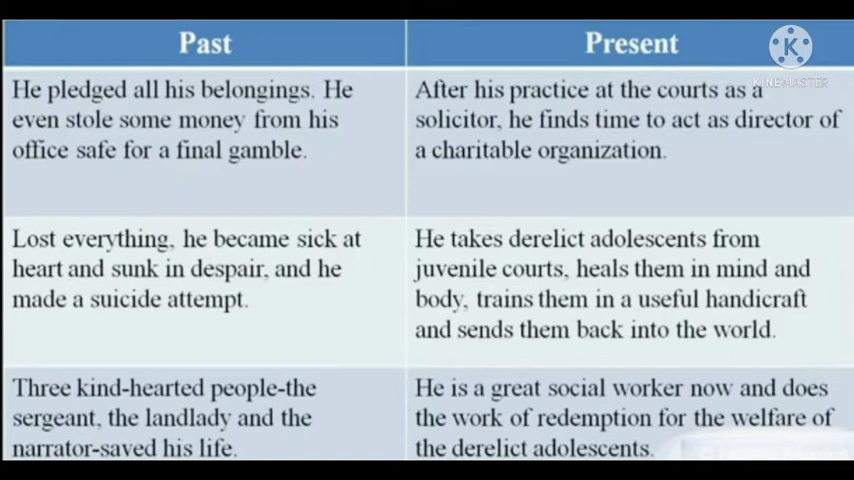 Past
Present
K
KINEMASTER
He pledged all his belongings. He
even stole some money from his
office safe for a final gamble.
After his practice at the courts as a
solicitor, he finds time to act as director of
a charitable organization.
Lost everything, he became sick at
heart and sunk in despair, and he
made a suicide attempt.
He takes derelict adolescents from
juvenile courts, heals them in mind and
body, trains them in a useful handicraft
and sends them back into the world.
Three kind-hearted people-the
sergeant, the landlady and the
narrator-saved his life.
He is a great social worker now and does
the work of redemption for the welfare of
the derelict adolescents.